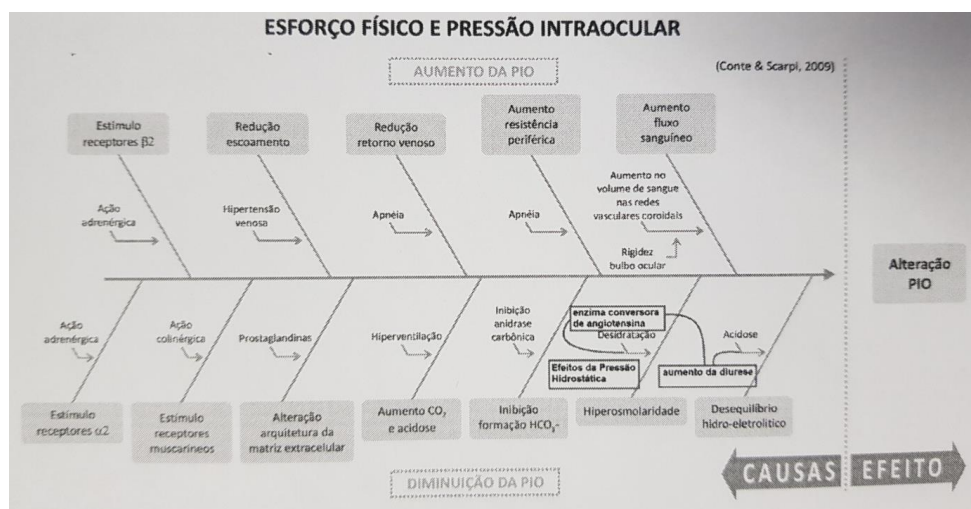 ESFORÇO FÍSICO E PRESSÃO INTRAOCULAR
AUMENTO DA PIO
(Conte & Scarpi, 2009)
Estímulo
receptores β2
Redução
escoamento
Redução
retorno venoso
Aumento
resistência
periférica
Aumento
fluxo
sanguíneo
Ação
adrenérgica
Hipertensão
venosa
Apnéia
Apnéia
Aumento no
volume de sangue
nas redes
vasculares coroidais
Rigidez
bulbo ocular
Alteração
PIO
Ação
adrenérgica
Ação
colinérgica
Prostaglandinas
Hiperventilação
Inibição
anidrase
carbônica
enzima conversora
de angiotensina
Desidratação
Efeitos da Pressão
Hidrostática
Acidose
aumento da diurese
Estímulo
receptores α2
Estímulo
receptores
muscaríneos
Alteração
arquitetura da
matriz extracelular
Aumento CO2
e acidose
Inibição
formação HCO3-
Hiperosmolaridade
Desequilíbrio
hidro-eletrolítico
CAUSAS EFEITO
DIMINUIÇÃO DA PIO